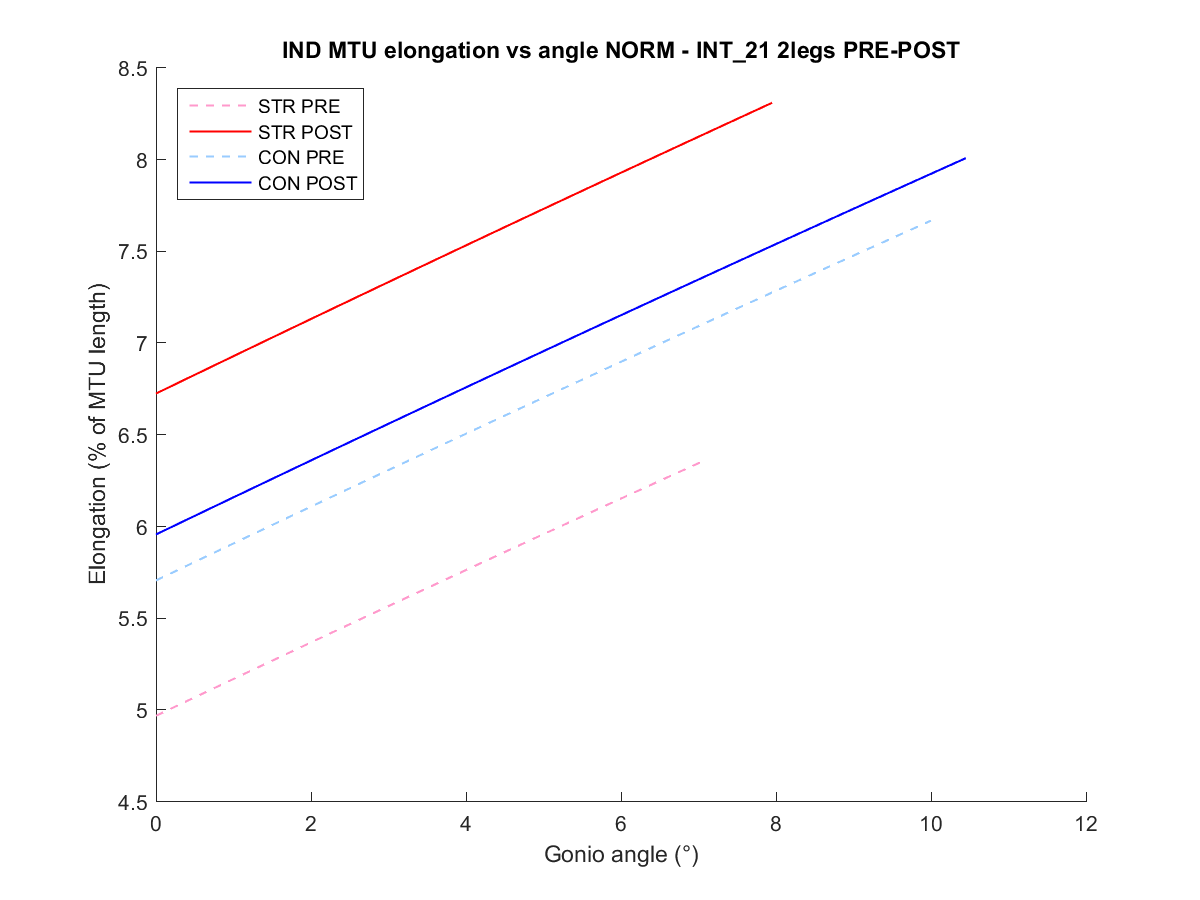 IND MTU elongation vs angle NORM - INT_21 2legs PRE-POST
STR PRE
STR POST
CON PRE
CON POST
Elongation (% of MTU length)
8.5
8
7.5
7
6.5
6
5.5
5
4.5
0 2 4 6 8 10 12
Gonio angle (°)